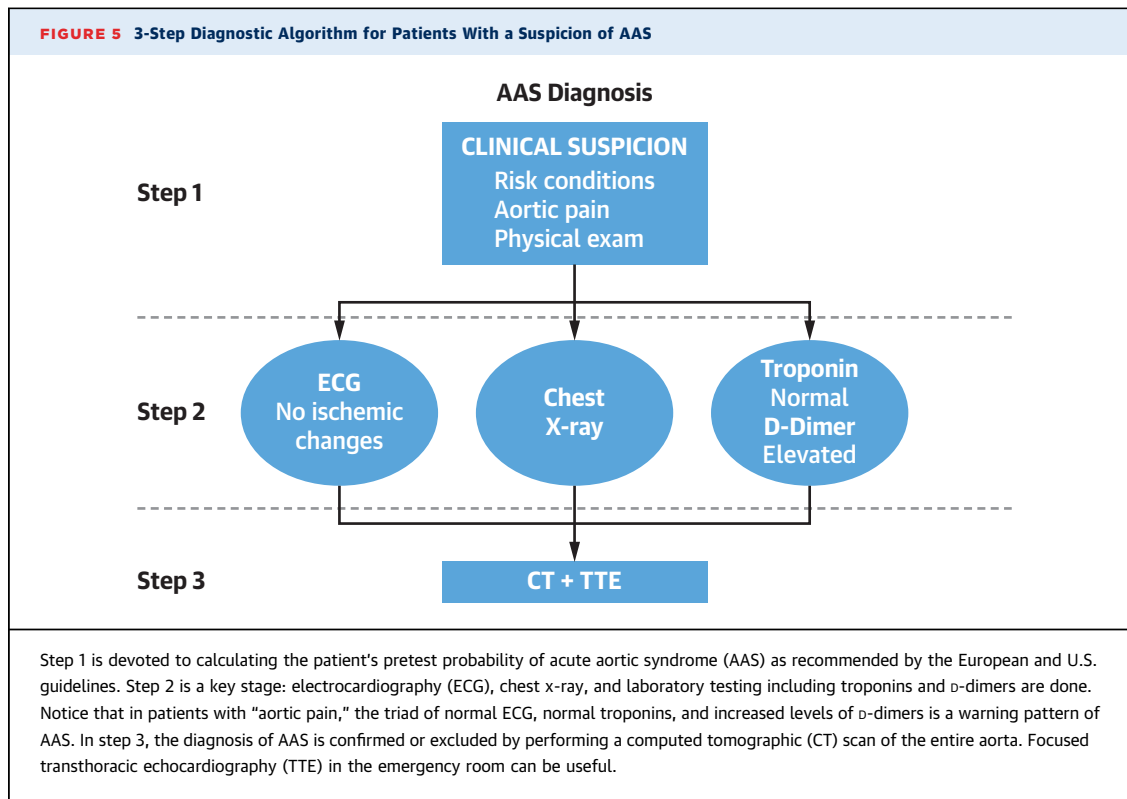 FIGURE 5 3-Step Diagnostic Algorithm for Patients With a Suspicion of AAS
AAS Diagnosis
Step 1
CLINICAL SUSPICION
Risk conditions
Aortic pain
Physical exam
Step 2
ECG
No ischemic
changes
Chest
X-ray
Troponin
Normal
D-Dimer
Elevated
Step 3
CT + TTE
Step 1 is devoted to calculating the patient's pretest probability of acute aortic syndrome (AAS) as recommended by the European and U.S.
guidelines. Step 2 is a key stage: electrocardiography (ECG), chest x-ray, and laboratory testing including troponins and D-dimers are done.
Notice that in patients with “aortic pain,” the triad of normal ECG, normal troponins, and increased levels of D-dimers is a warning pattern of
AAS. In step 3, the diagnosis of AAS is confirmed or excluded by performing a computed tomographic (CT) scan of the entire aorta. Focused
transthoracic echocardiography (TTE) in the emergency room can be useful.